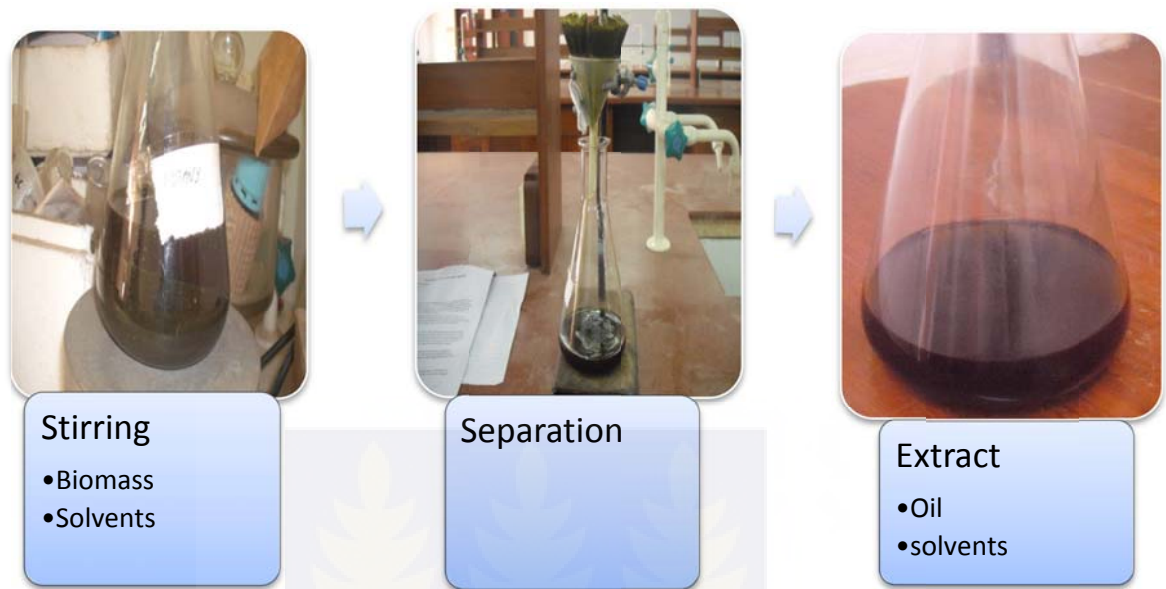 Stirring
•Biomass
•Solvents
Separation
Extract
•Oil
•solvents